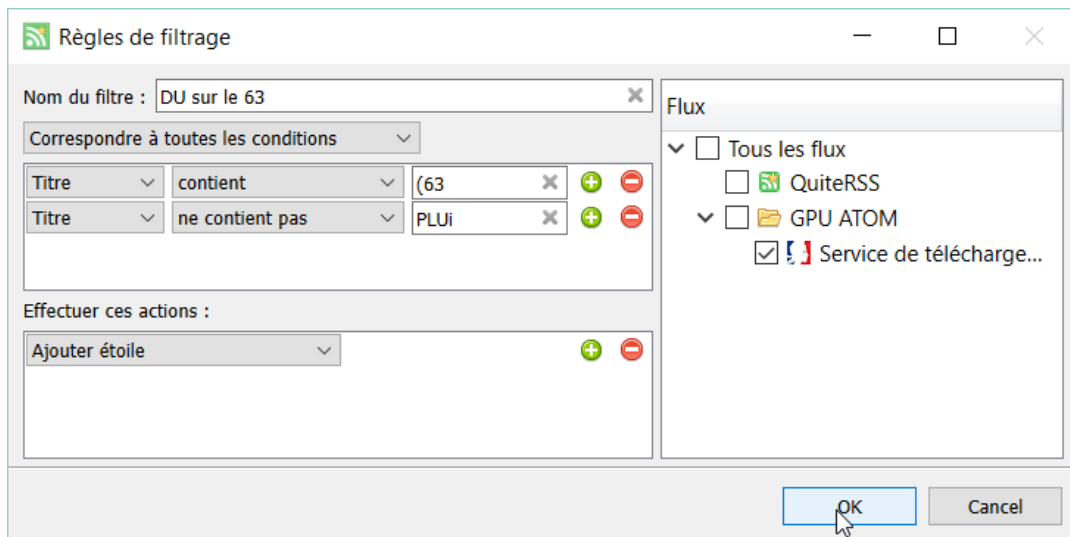 Règles de filtrage
Nom du filtre : DU sur le 63
Correspondre à toutes les conditions
Titre contient (63
Titre ne contient pas PLUi
Effectuer ces actions :
Ajouter étoile
Flux
Tous les flux
QuiteRSS
GPU ATOM
Service de télécharge...
OK Cancel